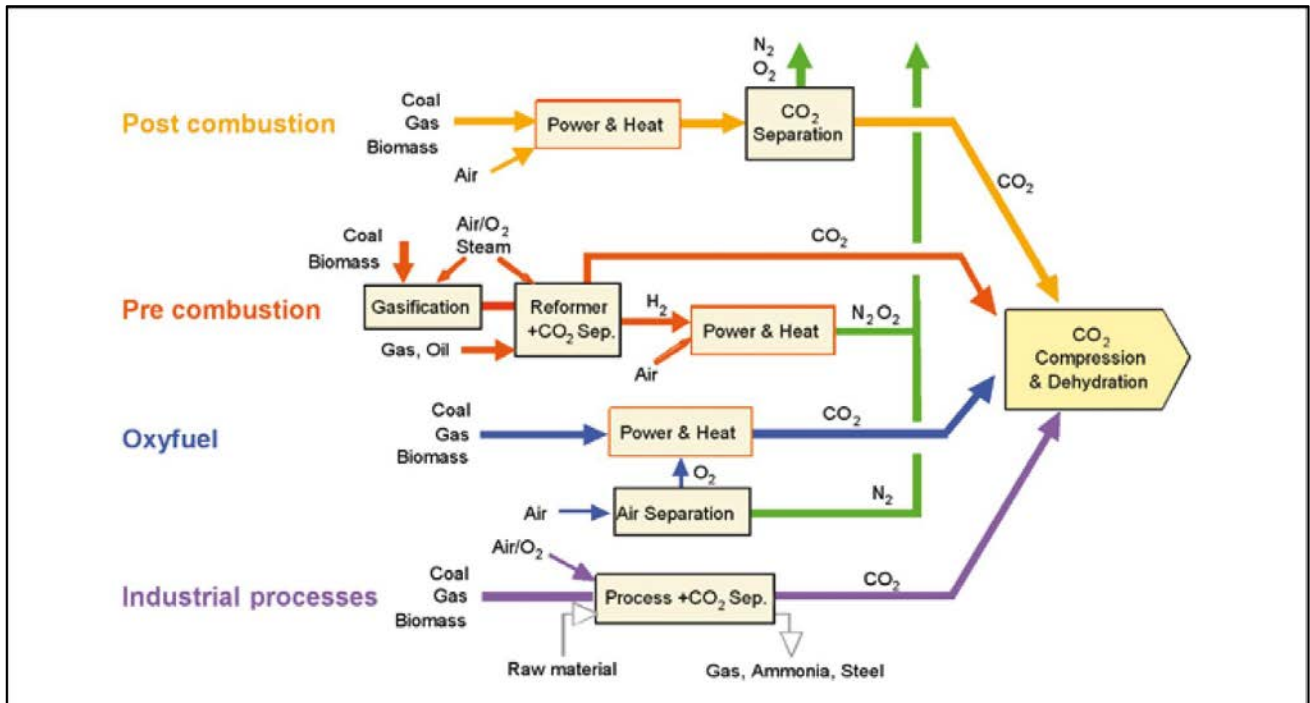 N₂
O₂
Post combustion
Coal
Gas
Biomass
Air
Power & Heat
CO₂
Separation
CO₂
Pre combustion
Coal
Biomass
Air/O₂
Steam
Gasification
Gas, Oil
Reformer
+CO₂ Sep.
CO₂
H₂
Air
Power & Heat
N₂ O₂
CO₂
Compression
& Dehydration
Oxyfuel
Coal
Gas
Biomass
Power & Heat
CO₂
O₂
Air
Air Separation
N₂
Industrial processes
Air/O₂
Coal
Gas
Biomass
Process +CO₂ Sep.
CO₂
Raw material
Gas, Ammonia, Steel